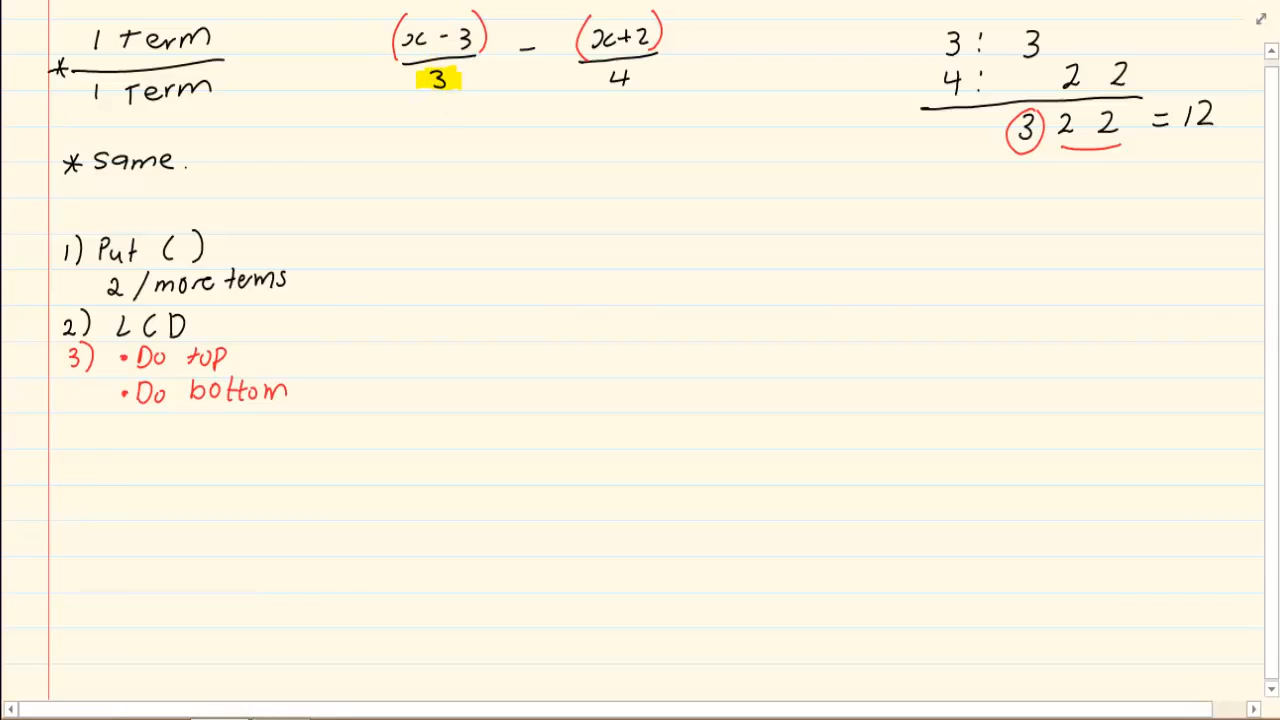 1 term
* ———
1 Term
(x - 3) / 3 - (x+2) / 4
3: 3
4: 2 2
3 2 2 = 12
* Same.
1) Put ( )
2 / more terms
2) LCD
3) • Do top
• Do bottom